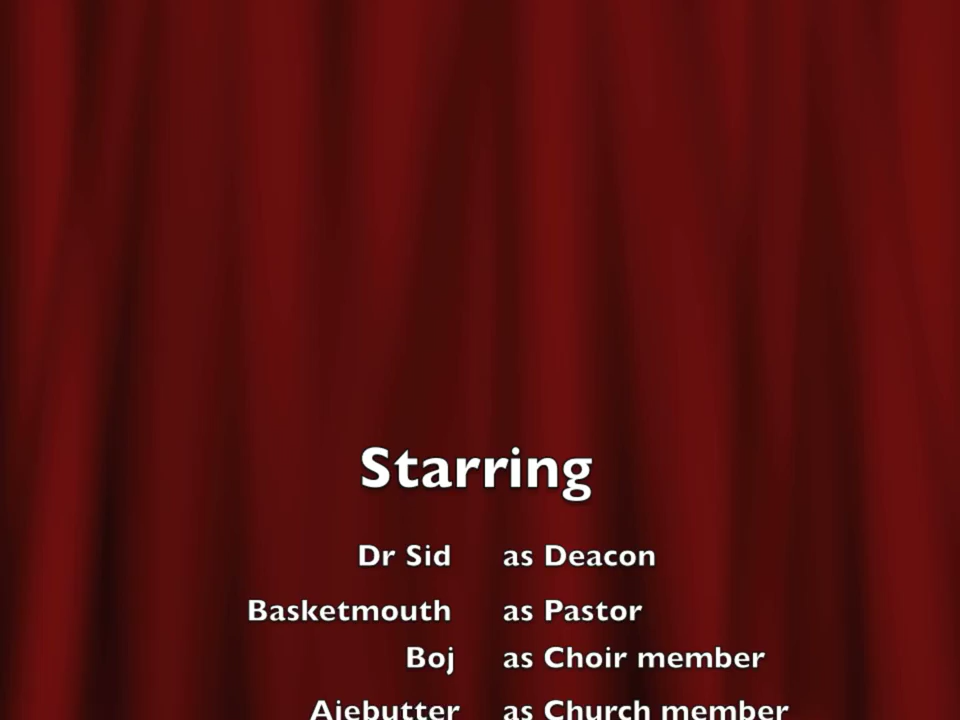 Starring
Dr Sid as Deacon
Basketmouth as Pastor
Boj as Choir member
Ajebutter as Church member